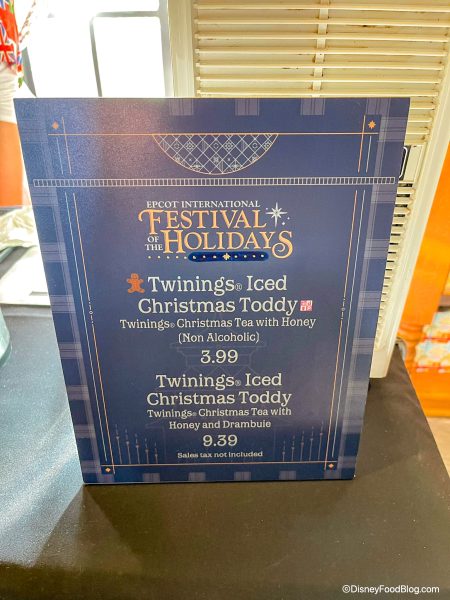 EPCOT INTERNATIONAL
FESTIVAL
OF THE HOLIDAYS
Twinings® Iced
Christmas Toddy
Twinings® Christmas Tea with Honey
(Non Alcoholic)
3.99
Twinings® Iced
Christmas Toddy
Twinings® Christmas Tea with
Honey and Drambuie
9.39
Sales tax not included
©DisneyFoodBlog.com